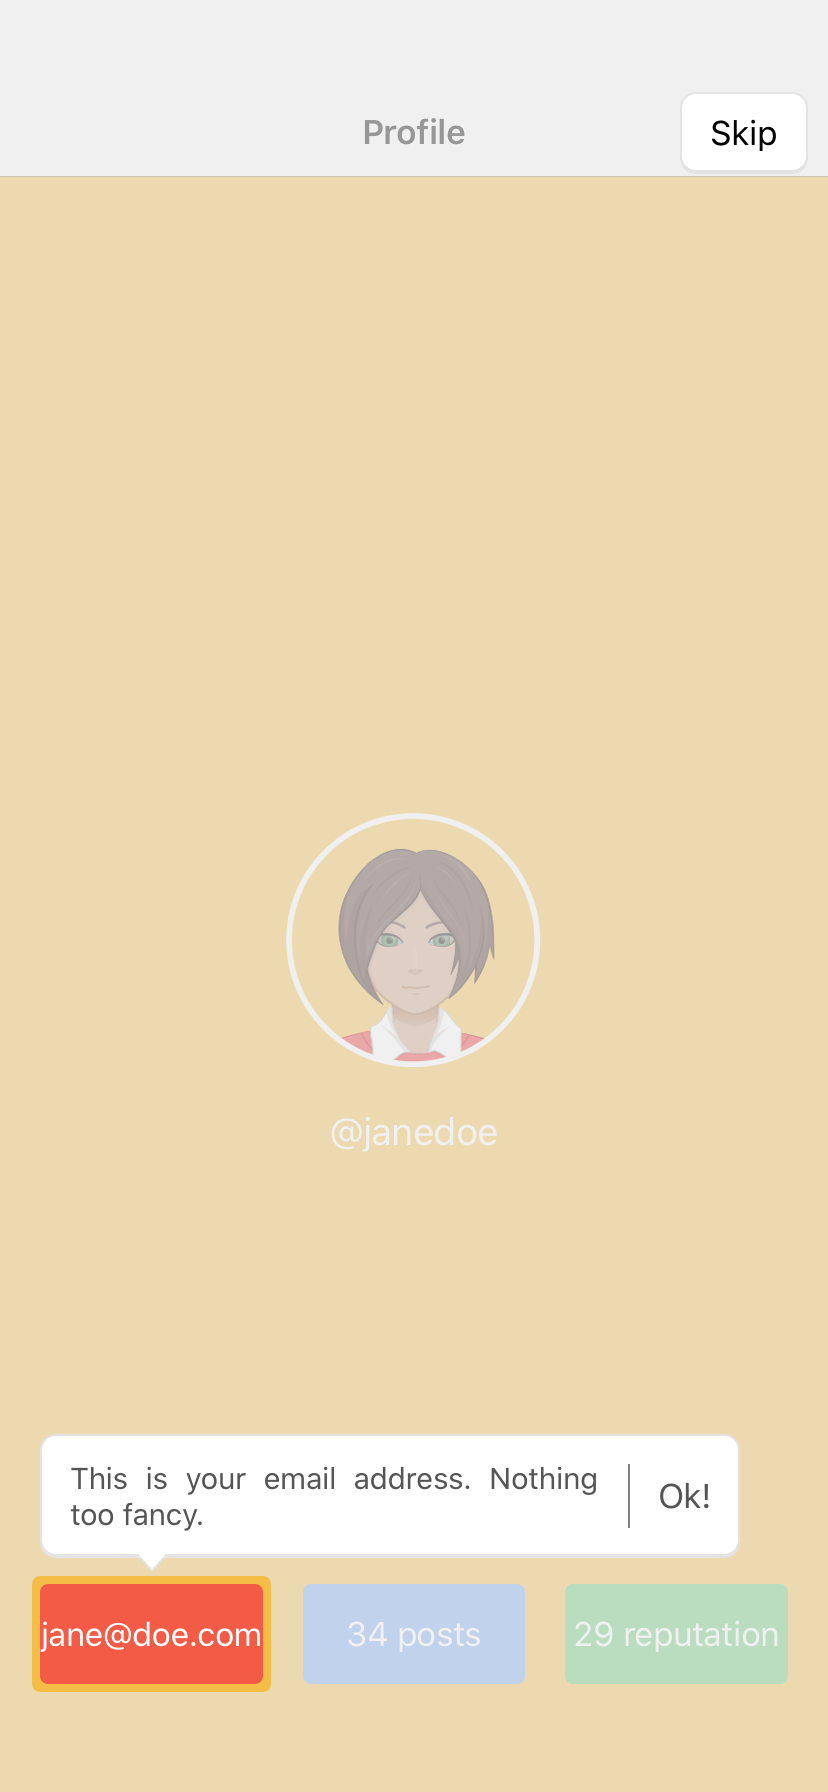 Profile
Skip
@janedoe
This is your email address. Nothing
too fancy.
Ok!
jane@doe.com
34 posts
29 reputation